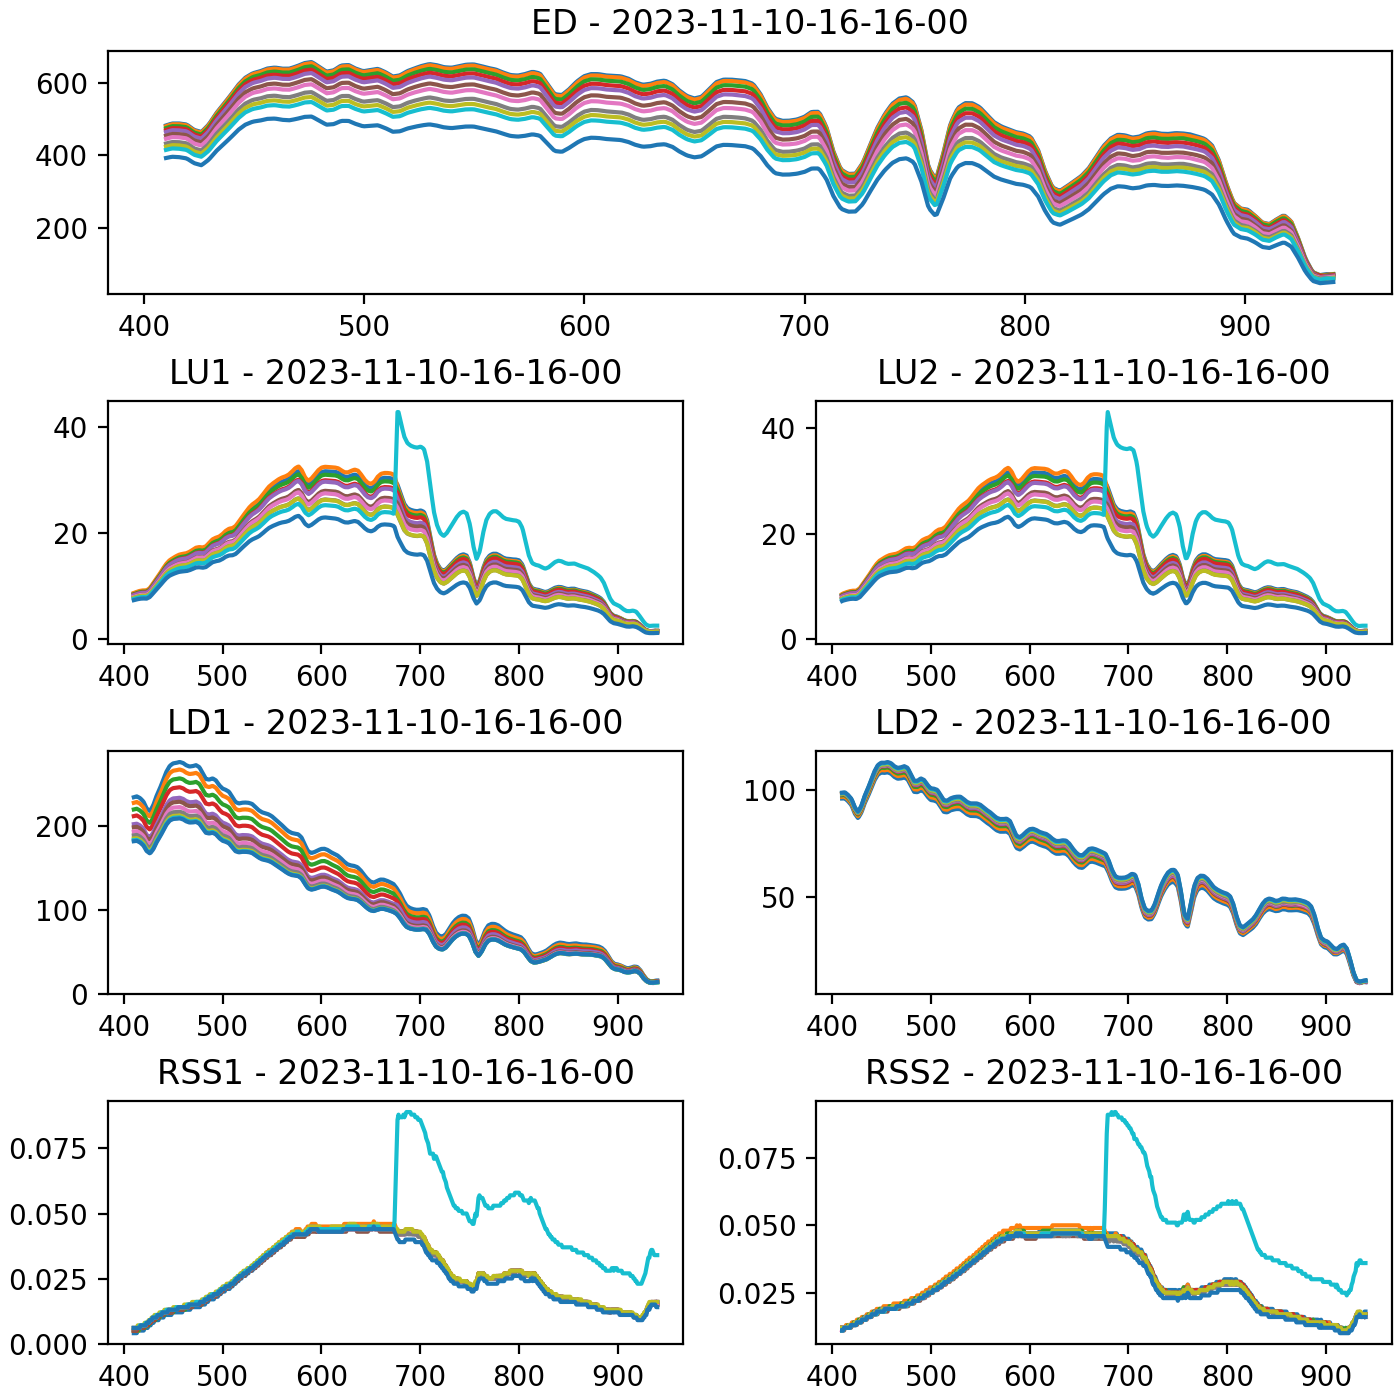 ED - 2023-11-10-16-16-00
600
400
200
400 500 600 700 800 900
LU1 - 2023-11-10-16-16-00
40
20
0
400 500 600 700 800 900
LU2 - 2023-11-10-16-16-00
40
20
0
400 500 600 700 800 900
LD1 - 2023-11-10-16-16-00
200
100
0
400 500 600 700 800 900
LD2 - 2023-11-10-16-16-00
100
50
400 500 600 700 800 900
RSS1 - 2023-11-10-16-16-00
0.075
0.050
0.025
0.000
400 500 600 700 800 900
RSS2 - 2023-11-10-16-16-00
0.075
0.050
0.025
400 500 600 700 800 900